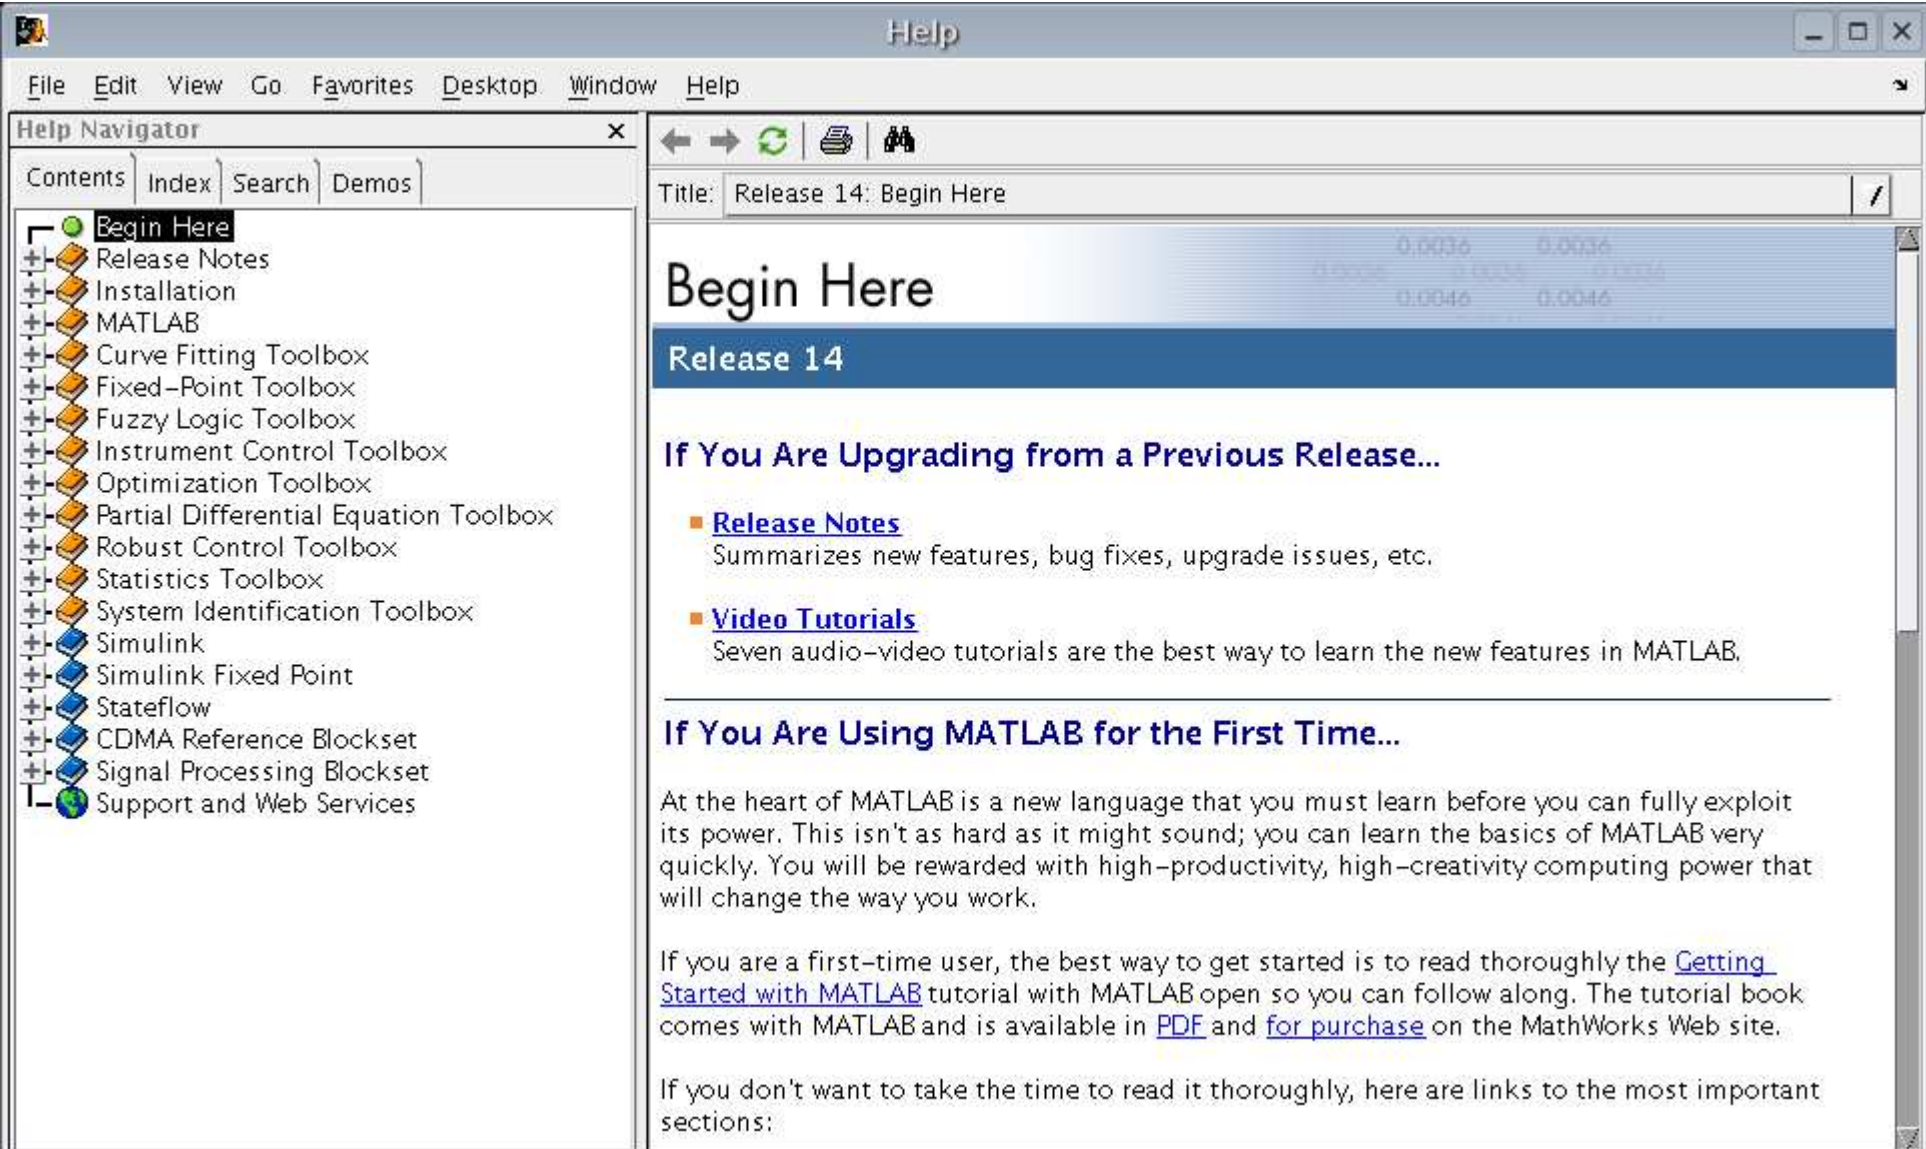 Help
File Edit View Go Favorites Desktop Window Help
Help Navigator
Contents Index Search Demos
Begin Here
Release Notes
Installation
MATLAB
Curve Fitting Toolbox
Fixed-Point Toolbox
Fuzzy Logic Toolbox
Instrument Control Toolbox
Optimization Toolbox
Partial Differential Equation Toolbox
Robust Control Toolbox
Statistics Toolbox
System Identification Toolbox
Simulink
Simulink Fixed Point
Stateflow
CDMA Reference Blockset
Signal Processing Blockset
Support and Web Services
Title: Release 14: Begin Here
0.0036 0.0036
0.0046 0.0046
Begin Here
Release 14
If You Are Upgrading from a Previous Release...
Release Notes
Summarizes new features, bug fixes, upgrade issues, etc.
Video Tutorials
Seven audio-video tutorials are the best way to learn the new features in MATLAB.
If You Are Using MATLAB for the First Time...
At the heart of MATLAB is a new language that you must learn before you can fully exploit
its power. This isn't as hard as it might sound; you can learn the basics of MATLAB very
quickly. You will be rewarded with high-productivity, high-creativity computing power that
will change the way you work.
If you are a first-time user, the best way to get started is to read thoroughly the Getting
Started with MATLAB tutorial with MATLAB open so you can follow along. The tutorial book
comes with MATLAB and is available in PDF and for purchase on the MathWorks Web site.
If you don't want to take the time to read it thoroughly, here are links to the most important
sections: